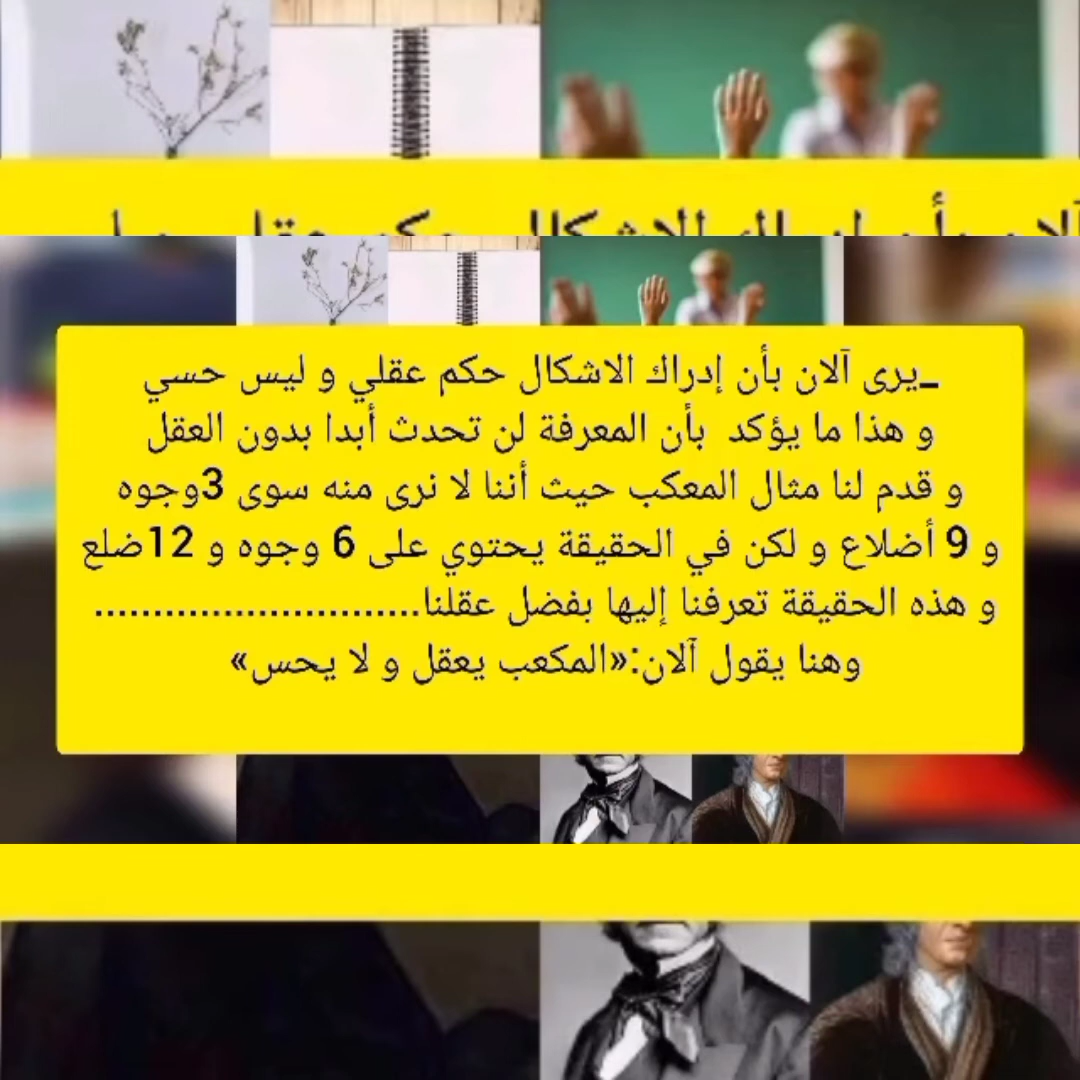 _يرى آلان بأن إدراك الاشكال حكم عقلي و ليس حسي
و هذا ما يؤكد بأن المعرفة لن تحدث أبدا بدون العقل
و قدم لنا مثال المعكب حيث أننا لا نرى منه سوى 3وجوه
و 9 أضلاع و لكن في الحقيقة يحتوي على 6 وجوه و 12ضلع
و هذه الحقيقة تعرفنا إليها بفضل عقلنا...........................
وهنا يقول آلان:«المكعب يعقل و لا يحس»